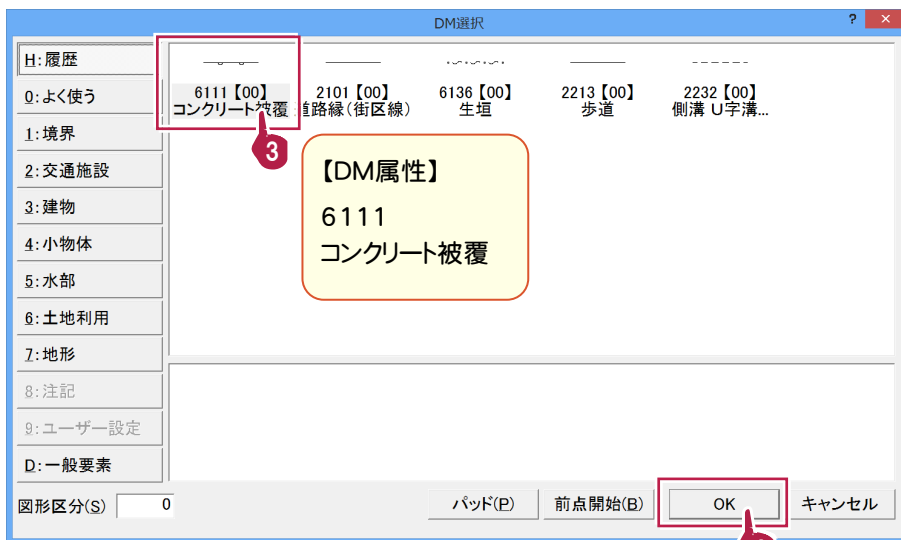 DM選択
?
×
H:履歴
0:よく使う
1:境界
2:交通施設
3:建物
4:小物体
5:水部
6:土地利用
7:地形
8:注記
9:ユーザー設定
D:一般要素
6111【00】 2101【00】 6136【00】 2213【00】 2232【00】
コンクリート被覆 道路縁(街区線) 生垣 歩道 側溝 U字溝...
3
【DM属性】
6111
コンクリート被覆
図形区分(S) 0
パッド(P) 前点開始(B) OK キャンセル